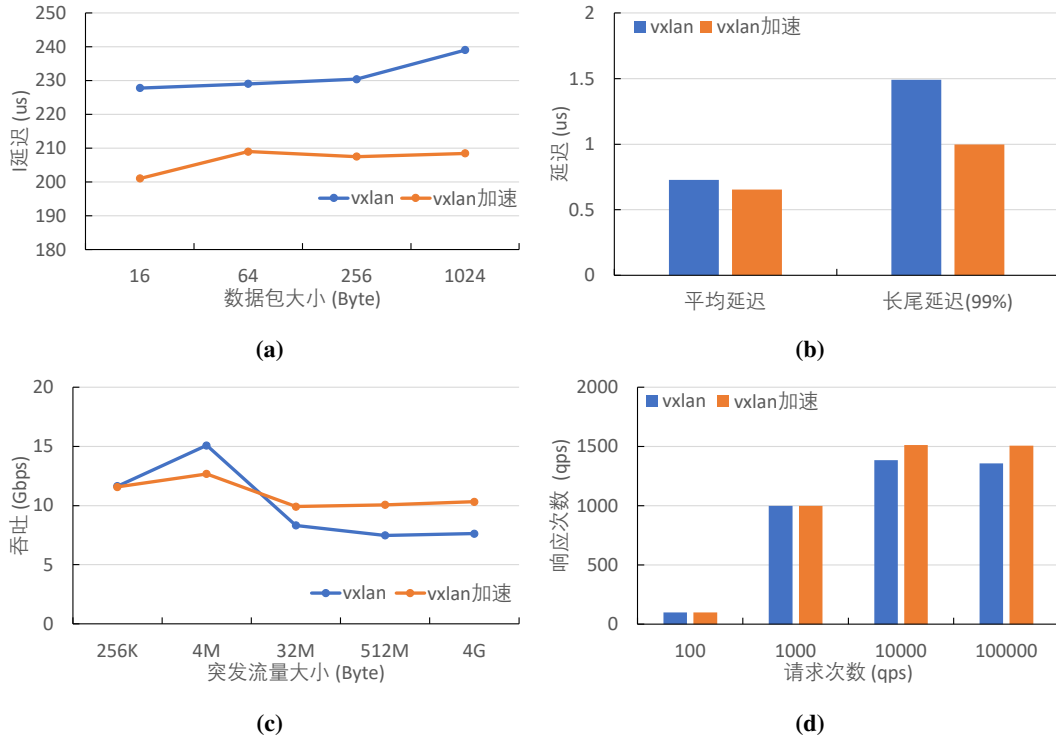 250
240
230
220
210
200
190
180
I延迟 (us)
vxlan
vxlan加速
16
64
256
1024
数据包大小 (Byte)
(a)
2
1.5
1
0.5
0
延迟 (us)
vxlan
vxlan加速
平均延迟
长尾延迟(99%)
(b)
20
15
10
5
0
吞吐 (Gbps)
vxlan
vxlan加速
256K
4M
32M
512M
4G
突发流量大小 (Byte)
(c)
2000
1500
1000
500
0
响应次数 (qps)
vxlan
vxlan加速
100
1000
10000
100000
请求次数 (qps)
(d)